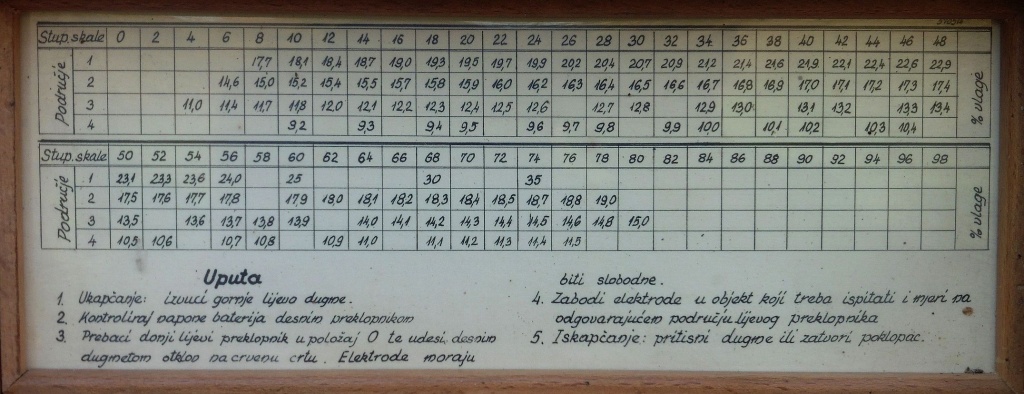 Stup. skale 0 2 4 6 8 10 12 14 16 18 20 22 24 26 28 30 32 34 36 38 40 42 44 46 48
Područje
1 17,7 18,1 18,4 18,7 19,0 19,3 19,5 19,7 19,9 20,2 20,4 20,7 20,9 21,2 21,4 21,6 21,9 22,1 22,4 22,6 22,9
2 14,6 15,0 15,2 15,4 15,5 15,7 15,8 15,9 16,0 16,2 16,3 16,4 16,5 16,6 16,7 16,8 16,9 17,0 17,1 17,2 17,3 17,4
3 11,0 11,4 11,7 11,8 12,0 12,1 12,2 12,3 12,4 12,5 12,6 12,7 12,8 12,9 13,0 13,1 13,2 13,3 13,4
4 9,2 9,3 9,4 9,5 9,6 9,7 9,8 9,9 10,0 10,1 10,2 10,3 10,4
% vlage
Stup. skale 50 52 54 56 58 60 62 64 66 68 70 72 74 76 78 80 82 84 86 88 90 92 94 96 98
Područje
1 23,1 23,3 23,6 24,0 25 30 35
2 17,5 17,6 17,7 17,8 17,9 18,0 18,1 18,2 18,3 18,4 18,5 18,7 18,8 19,0
3 13,5 13,6 13,7 13,8 13,9 14,0 14,1 14,2 14,3 14,4 14,5 14,6 14,8 15,0
4 10,5 10,6 10,7 10,8 10,9 11,0 11,1 11,2 11,3 11,4 11,5
% vlage
Uputa
1. Ukapčanje: izvuci gornje lijevo dugme.
2. Kontroliraj napone baterija desnim preklopnikom
3. Prebaci donji lijevi preklopnik u položaj O te udesi, desnim
dugmetom otklon na crvenu crtu. Elektrode moraju
biti slobodne.
4. Zabodi elektrode u objekt koji treba ispitati i mjeri na
odgovarajućem području lijevog preklopnika
5. Iskapčanje: pritisni dugme ili zatvori poklopac.